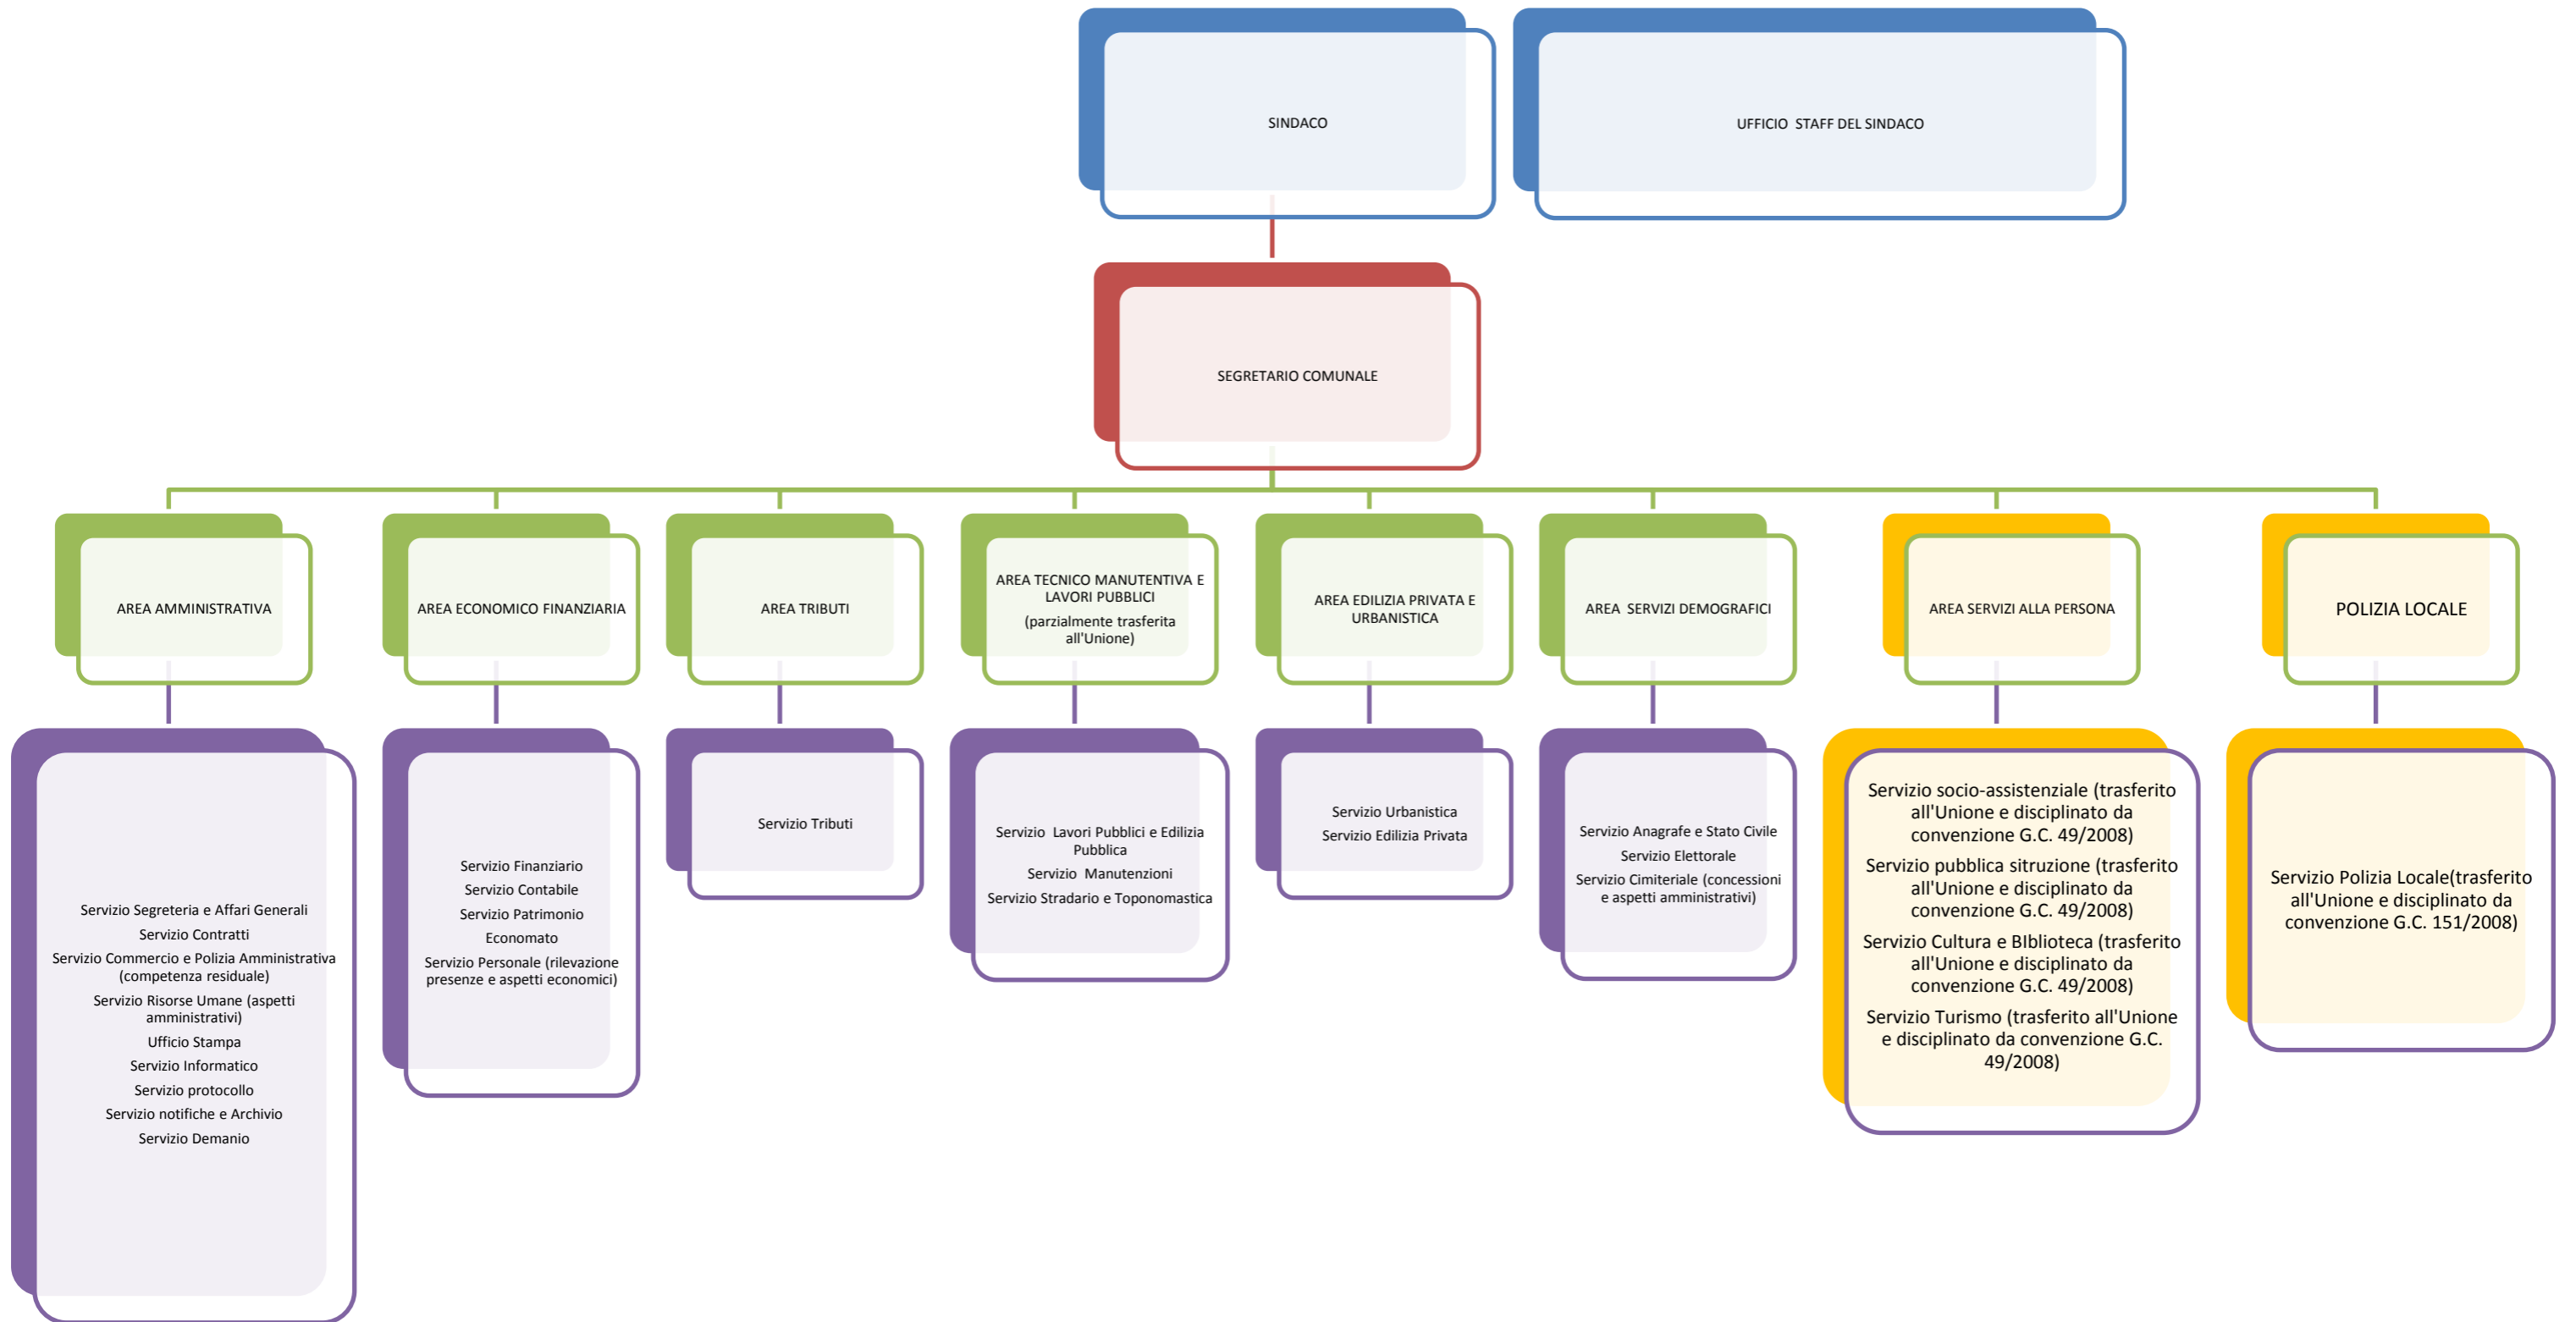 SINDACO
UFFICIO STAFF DEL SINDACO
SEGRETARIO COMUNALE
AREA AMMINISTRATIVA
AREA ECONOMICO FINANZIARIA
AREA TRIBUTI
AREA TECNICO MANUTENTIVA E
LAVORI PUBBLICI
(parzialmente trasferita
all'Unione)
AREA EDILIZIA PRIVATA E
URBANISTICA
AREA SERVIZI DEMOGRAFICI
AREA SERVIZI ALLA PERSONA
POLIZIA LOCALE
Servizio Segreteria e Affari Generali
Servizio Contratti
Servizio Commercio e Polizia Amministrativa
(competenza residuale)
Servizio Risorse Umane (aspetti
amministrativi)
Ufficio Stampa
Servizio Informatico
Servizio protocollo
Servizio notifiche e Archivio
Servizio Demanio
Servizio Finanziario
Servizio Contabile
Servizio Patrimonio
Economato
Servizio Personale (rilevazione
presenze e aspetti economici)
Servizio Tributi
Servizio Lavori Pubblici e Edilizia
Pubblica
Servizio Manutenzioni
Servizio Stradario e Toponomastica
Servizio Urbanistica
Servizio Edilizia Privata
Servizio Anagrafe e Stato Civile
Servizio Elettorale
Servizio Cimiteriale (concessioni
e aspetti amministrativi)
Servizio socio-assistenziale (trasferito
all'Unione e disciplinato da
convenzione G.C. 49/2008)
Servizio pubblica sitruzione (trasferito
all'Unione e disciplinato da
convenzione G.C. 49/2008)
Servizio Cultura e BIblioteca (trasferito
all'Unione e disciplinato da
convenzione G.C. 49/2008)
Servizio Turismo (trasferito all'Unione
e disciplinato da convenzione G.C.
49/2008)
Servizio Polizia Locale(trasferito
all'Unione e disciplinato da
convenzione G.C. 151/2008)